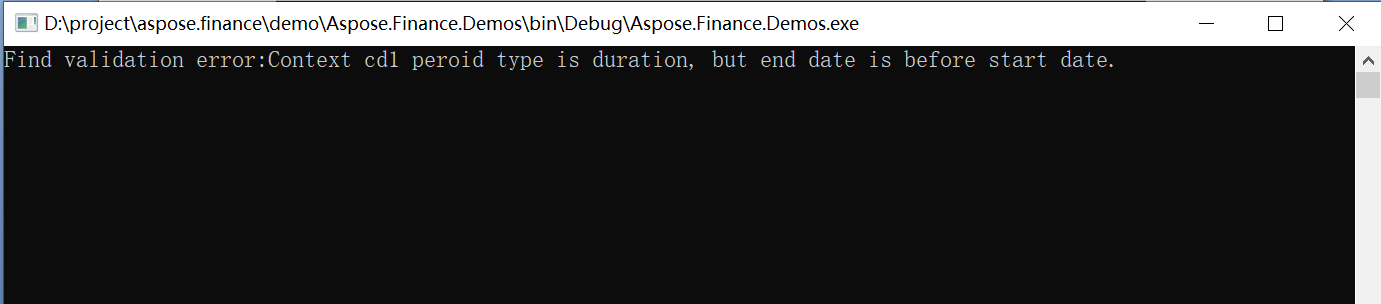 D:\project\aspose.finance\demo\Aspose.Finance.Demos\bin\Debug\Aspose.Finance.Demos.exe
Find validation error:Context cd1 peroid type is duration, but end date is before start date.